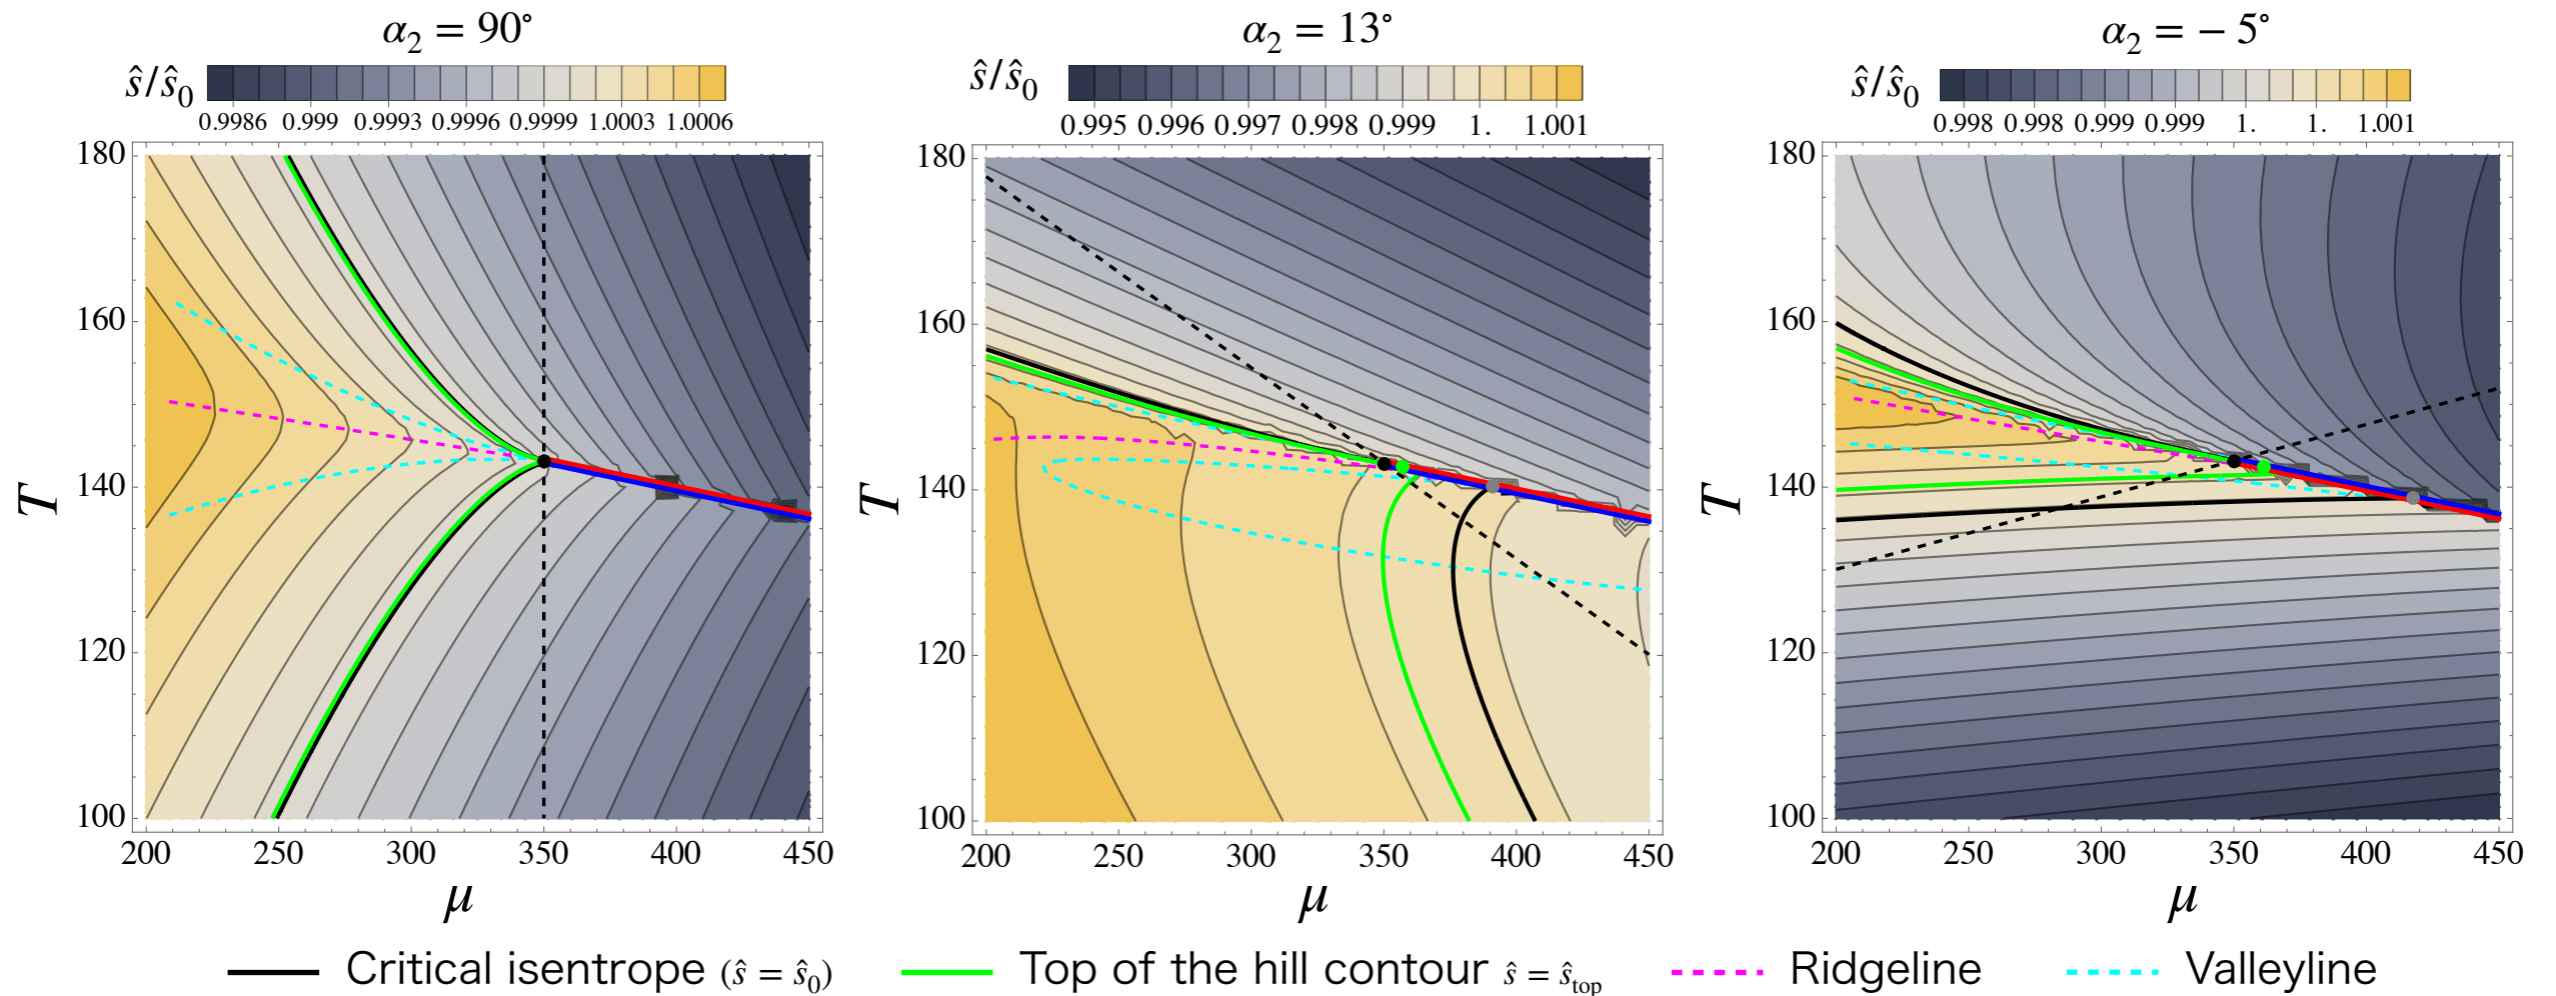 α₂ = 90° α₂ = 13° α₂ = − 5°
ŝ/ŝ₀ ŝ/ŝ₀ ŝ/ŝ₀
0.9986 0.999 0.9993 0.9996 0.9999 1.0003 1.0006
0.995 0.996 0.997 0.998 0.999 1. 1.001
0.998 0.998 0.999 0.999 1. 1. 1.001
180 180 180
160 160 160
140 140 140
T T T
120 120 120
100 100 100
200 250 300 350 400 450
200 250 300 350 400 450
200 250 300 350 400 450
μ μ μ
Critical isentrope (ŝ = ŝ₀) Top of the hill contour ŝ = ŝtop Ridgeline Valleyline